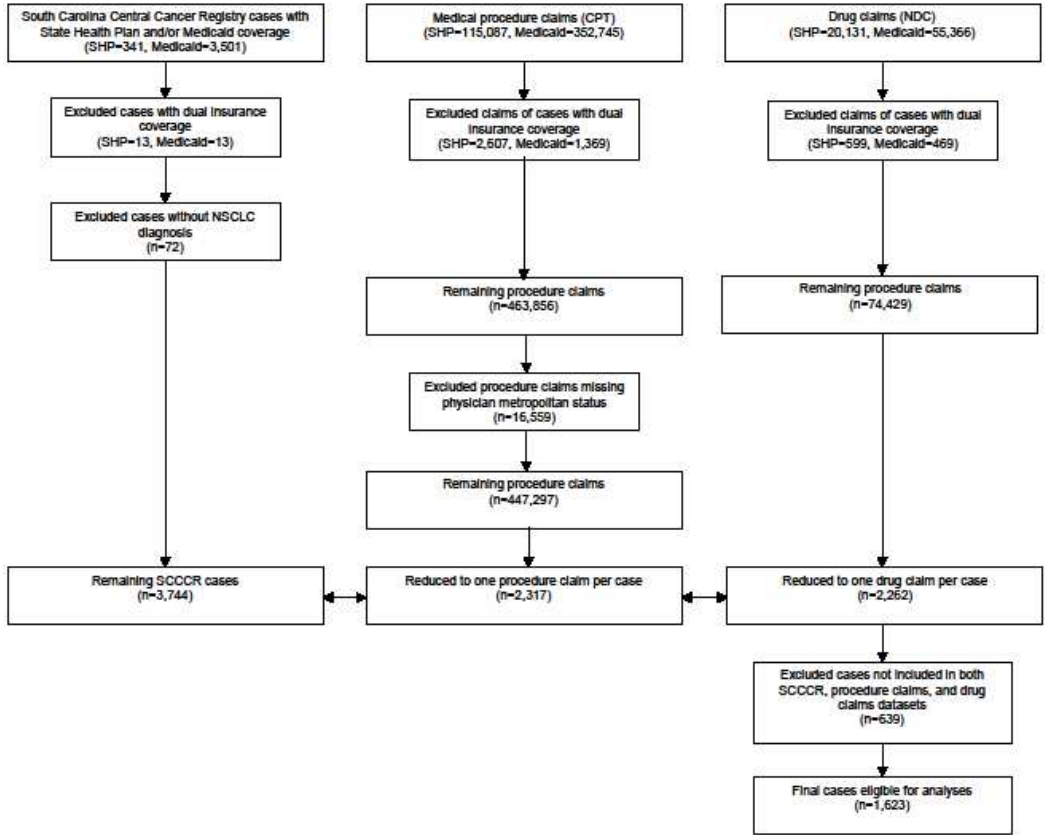 South Carolina Central Cancer Registry cases with
State Health Plan and/or Medicaid coverage
(SHP=341, Medicaid=3,501)
Medical procedure claims (CPT)
(SHP=115,087, Medicaid=352,745)
Drug claims (NDC)
(SHP=20,131, Medicaid=55,366)
Excluded cases with dual insurance
coverage
(SHP=13, Medicaid=13)
Excluded claims of cases with dual
insurance coverage
(SHP=2,607, Medicaid=1,369)
Excluded claims of cases with dual
insurance coverage
(SHP=599, Medicaid=469)
Excluded cases without NSCLC
diagnosis
(n=72)
Remaining procedure claims
(n=463,856)
Remaining procedure claims
(n=74,429)
Excluded procedure claims missing
physician metropolitan status
(n=16,559)
Remaining procedure claims
(n=447,297)
Remaining SCCCR cases
(n=3,744)
Reduced to one procedure claim per case
(n=2,317)
Reduced to one drug claim per case
(n=2,262)
Excluded cases not included in both
SCCCR, procedure claims, and drug
claims datasets
(n=639)
Final cases eligible for analyses
(n=1,623)